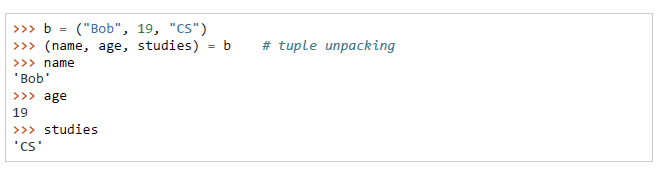 >>> b = ("Bob", 19, "CS")
>>> (name, age, studies) = b    # tuple unpacking
>>> name
'Bob'
>>> age
19
>>> studies
'CS'